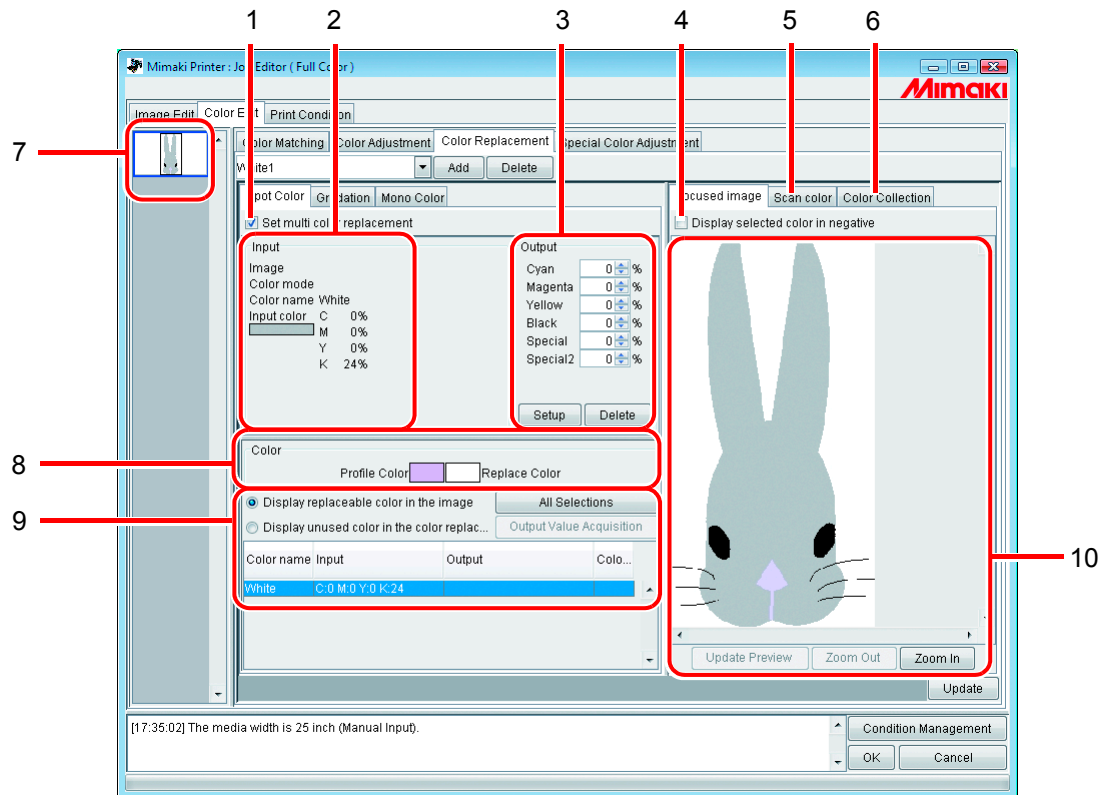 1 2 3 4 5 6
Mimaki Printer : Job Editor ( Full Color )
Mimaki
Image Edit Color Edit Print Condition
7
Color Matching Color Adjustment Color Replacement Special Color Adjustment
White1 Add Delete
Spot Color Gradation Mono Color
Focused image Scan color Color Collection
Set multi color replacement
Display selected color in negative
Input
Image
Color mode
Color name White
Input color C 0%
M 0%
Y 0%
K 24%
Output
Cyan 0 %
Magenta 0 %
Yellow 0 %
Black 0 %
Special 0 %
Special2 0 %
Setup Delete
8
Color
Profile Color Replace Color
9
Display replaceable color in the image All Selections
Display unused color in the color replac... Output Value Acquisition
Color name Input Output Colo...
White C:0 M:0 Y:0 K:24
10
Update Preview Zoom Out Zoom In
Update
[17:35:02] The media width is 25 inch (Manual Input).
Condition Management
OK Cancel